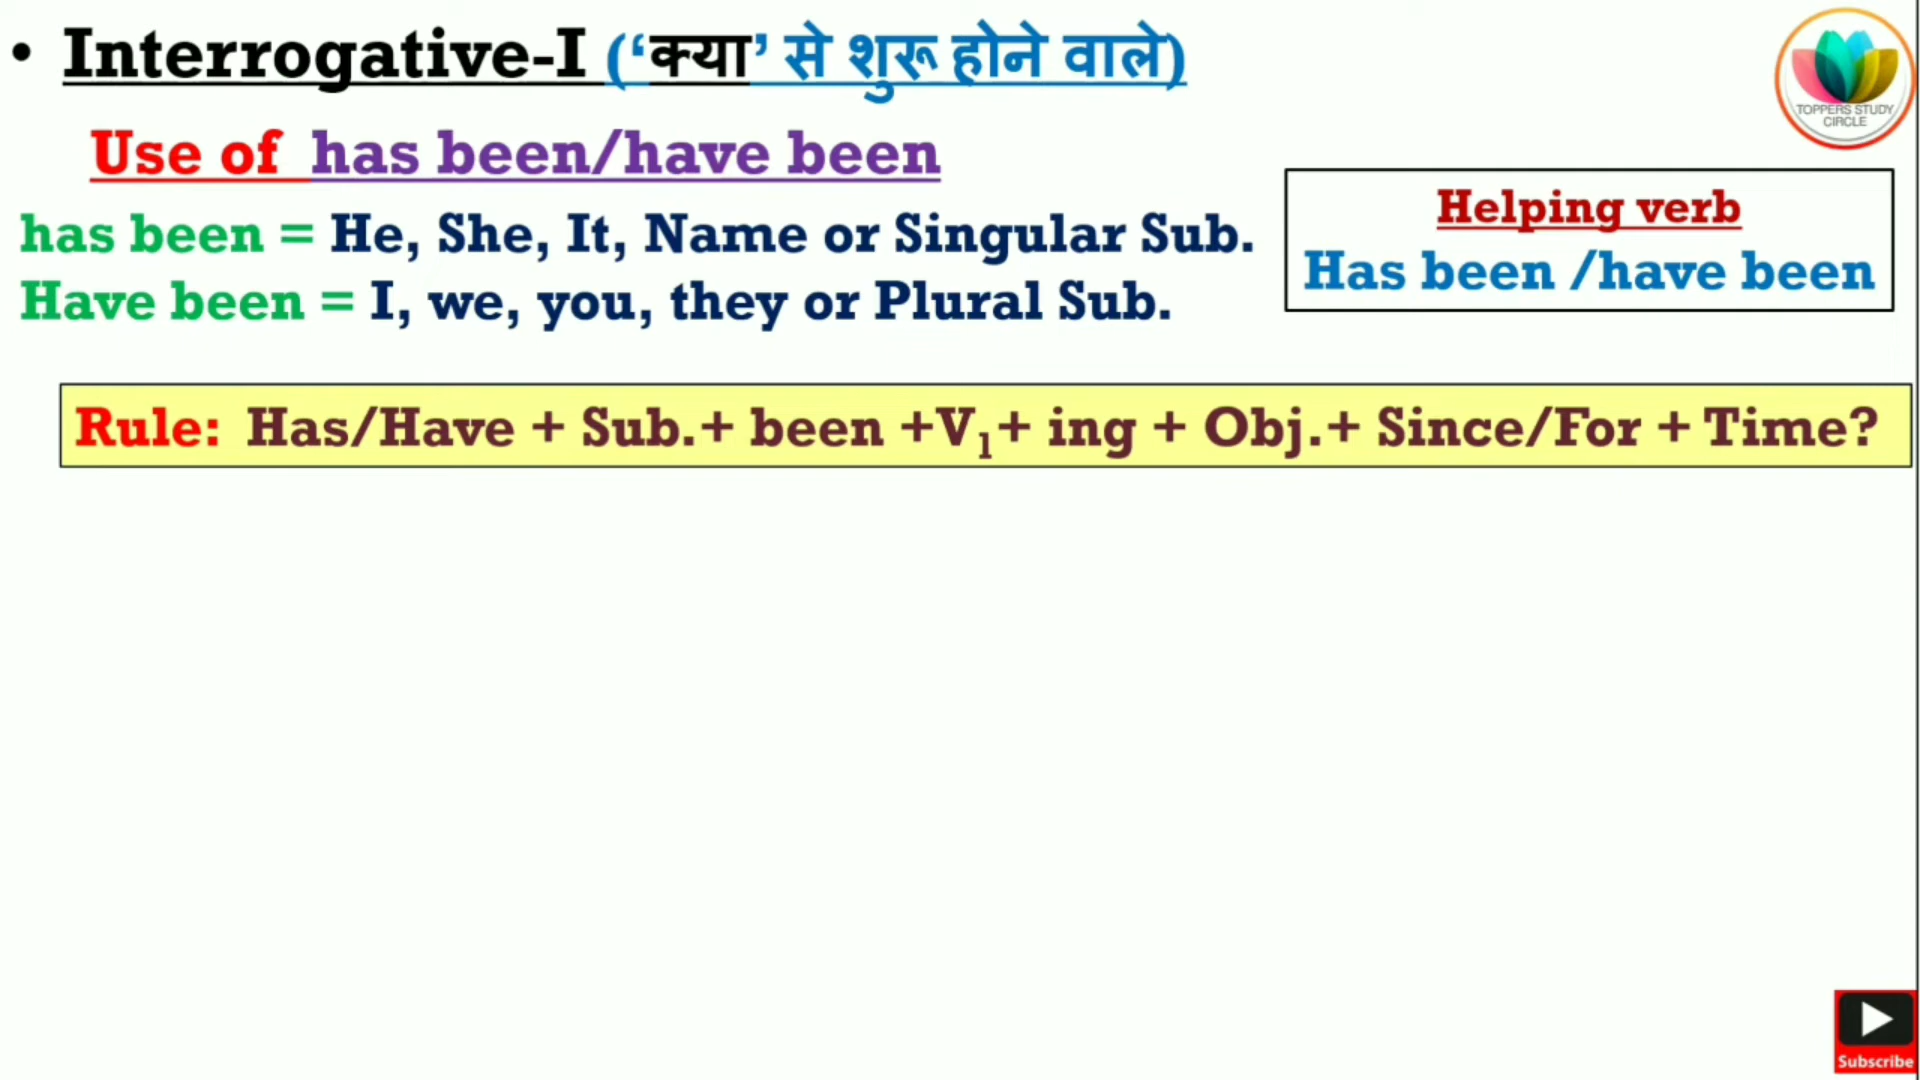 • Interrogative-I (‘क्या’ से शुरू होने वाले)
TOPPERS STUDY
CIRCLE
Use of has been/have been
Helping verb
Has been /have been
has been = He, She, It, Name or Singular Sub.
Have been = I, we, you, they or Plural Sub.
Rule: Has/Have + Sub.+ been +V₁+ ing + Obj.+ Since/For + Time?
Subscribe